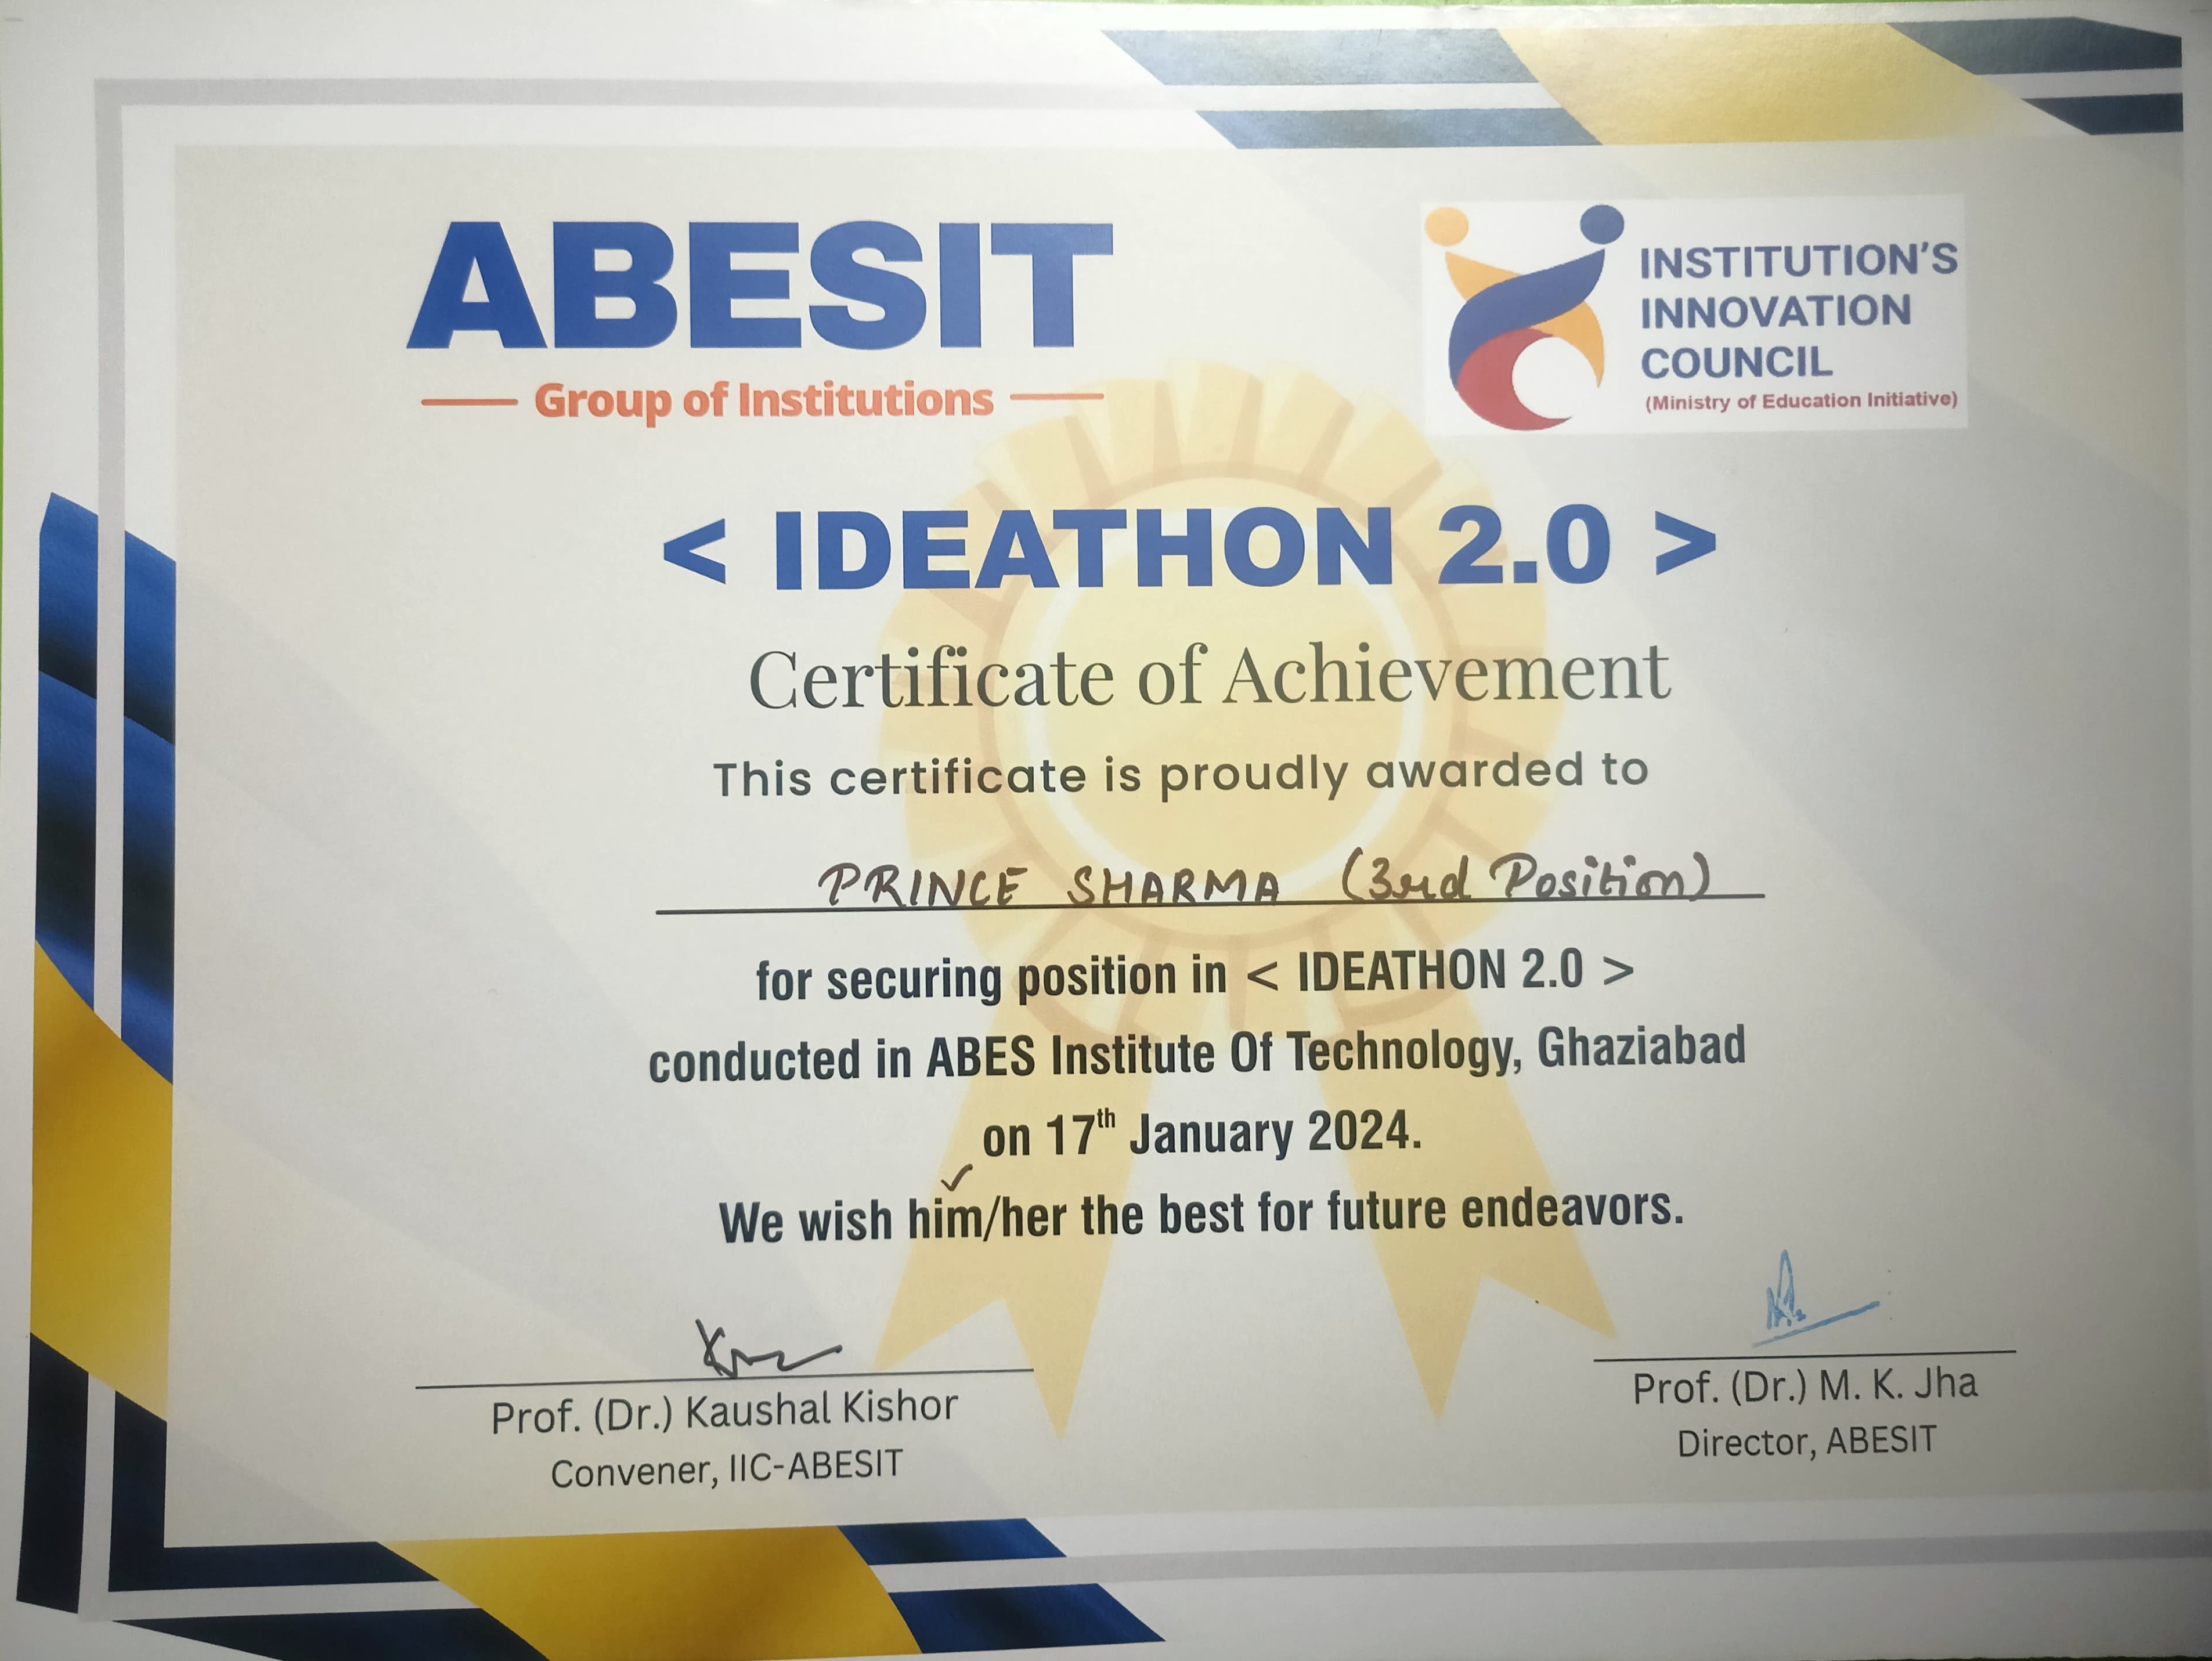 ABESIT
Group of Institutions
INSTITUTION'S
INNOVATION
COUNCIL
(Ministry of Education Initiative)
< IDEATHON 2.0 >
Certificate of Achievement
This certificate is proudly awarded to
PRINCE SHARMA (3rd Position)
for securing position in < IDEATHON 2.0 >
conducted in ABES Institute Of Technology, Ghaziabad
on 17th January 2024.
We wish him/her the best for future endeavors.
Prof. (Dr.) Kaushal Kishor
Convener, IIC-ABESIT
Prof. (Dr.) M. K. Jha
Director, ABESIT